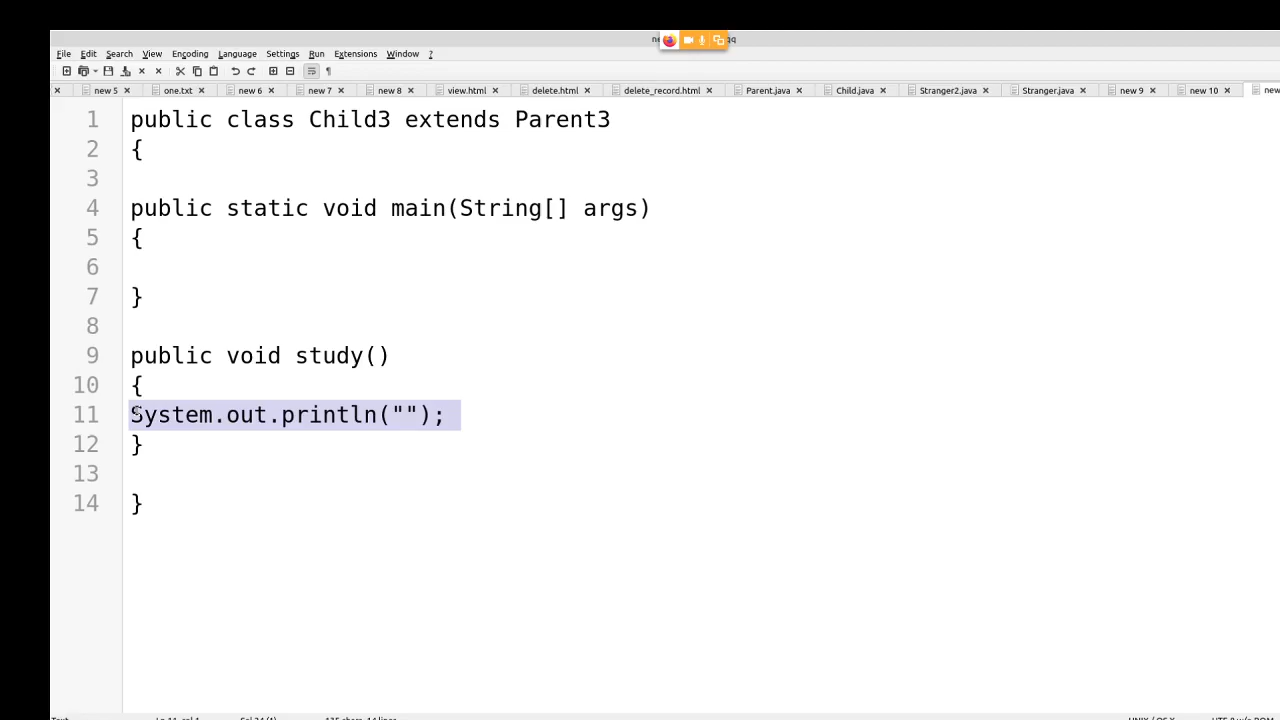 File Edit Search View Encoding Language Settings Run Extensions Window ?
new 5 one.txt new 6 new 7 new 8 view.html delete.html delete_record.html Parent.java Child.java Stranger2.java Stranger.java new 9 new 10 new
1 public class Child3 extends Parent3
2 {
3
4 public static void main(String[] args)
5 {
6
7 }
8
9 public void study()
10 {
11 System.out.println("");
12 }
13
14 }